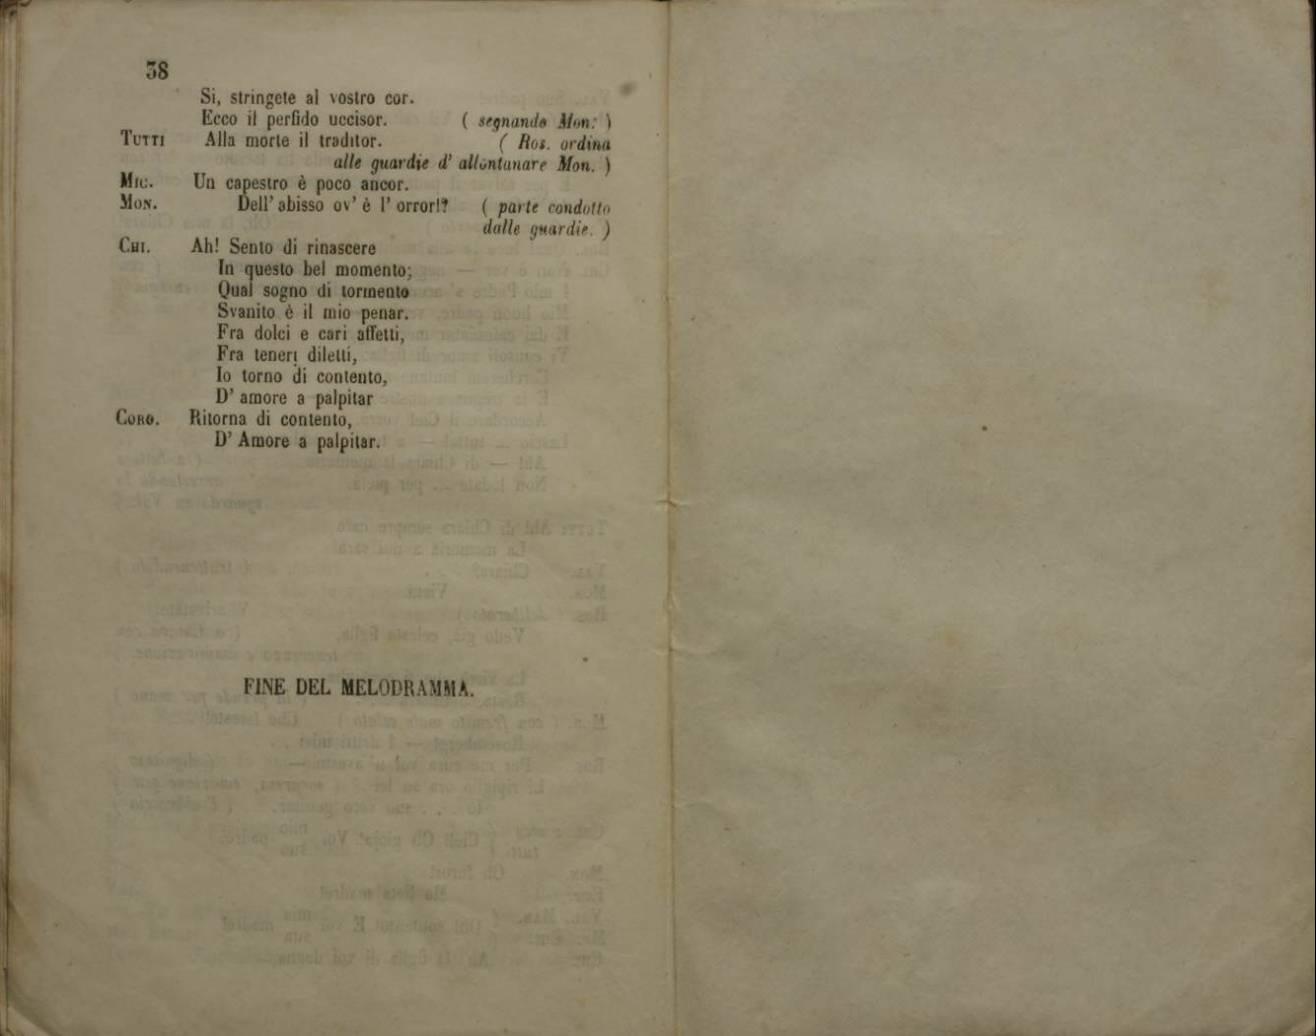 38
Si, stringete al vostro cor.
Ecco il perfido uccisor. ( segnando Mon: )
TUTTI Alla morte il traditor. ( Ros. ordina
alle guardie d' allontanare Mon. )
MIC. Un capestro è poco ancor.
MON. Dell' abisso ov' è l' orror!? ( parte condotto
dalle guardie. )
CHI. Ah! Sento di rinascere
In questo bel momento;
Qual sogno di tormento
Svanito è il mio penar.
Fra dolci e cari affetti,
Fra teneri diletti,
Io torno di contento,
D' amore a palpitar
CORO. Ritorna di contento,
D' Amore a palpitar.
FINE DEL MELODRAMMA.